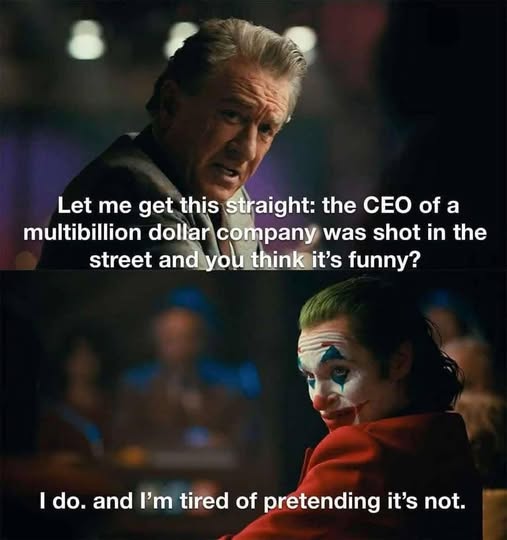 Let me get this straight: the CEO of a
multibillion dollar company was shot in the
street and you think it's funny?
I do. and I'm tired of pretending it's not.